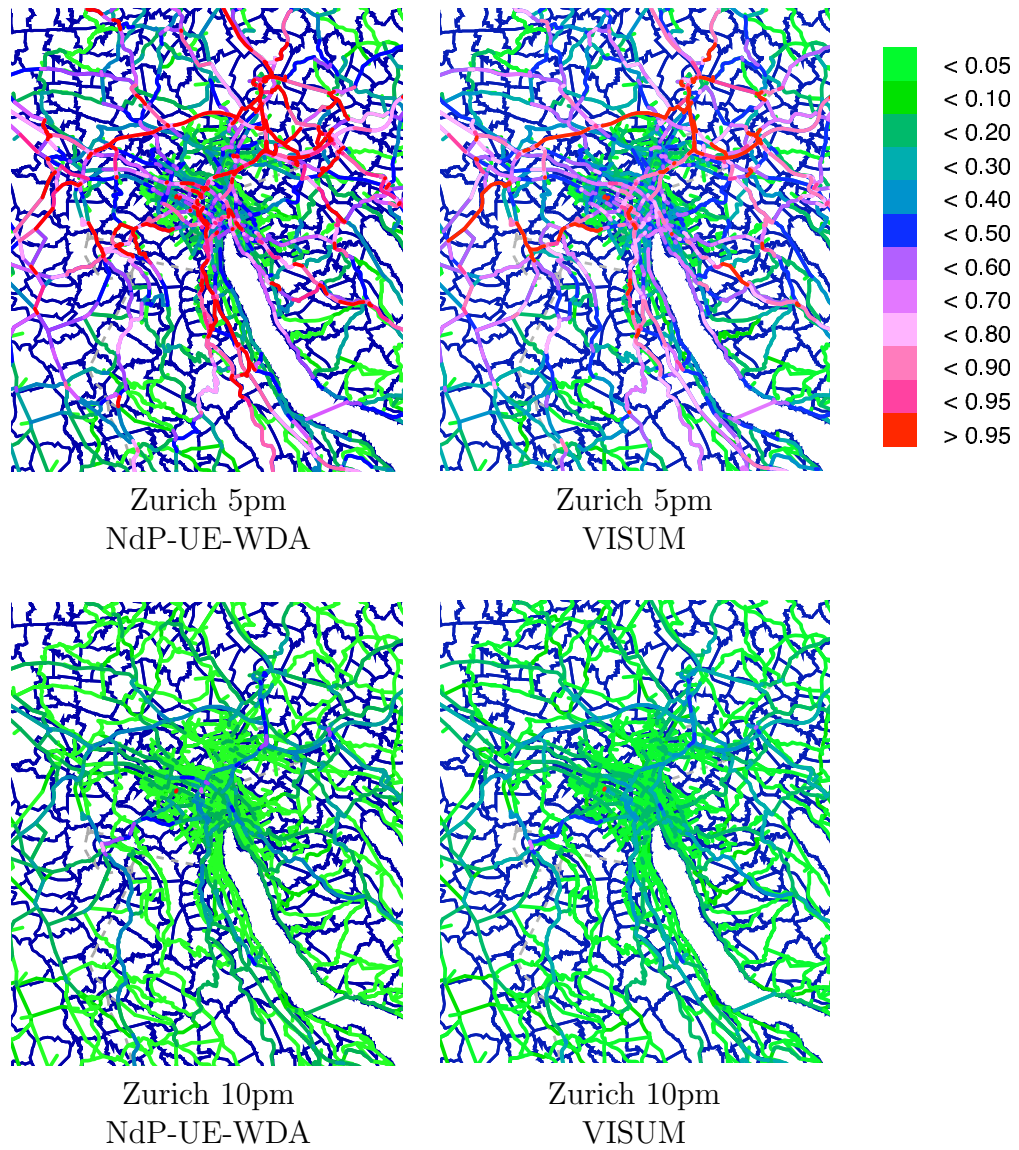 < 0.05
< 0.10
< 0.20
< 0.30
< 0.40
< 0.50
< 0.60
< 0.70
< 0.80
< 0.90
< 0.95
> 0.95
Zurich 5pm
NdP-UE-WDA
Zurich 5pm
VISUM
Zurich 10pm
NdP-UE-WDA
Zurich 10pm
VISUM